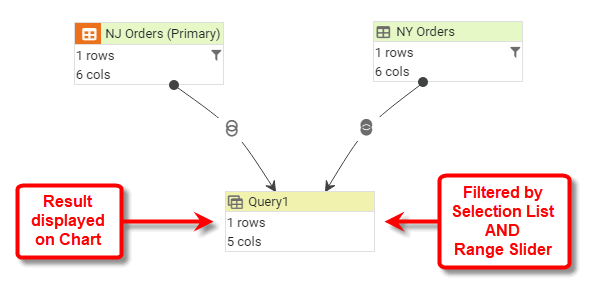 NJ Orders (Primary)
1 rows
6 cols
NY Orders
1 rows
6 cols
Result
displayed
on Chart
Query1
1 rows
5 cols
Filtered by
Selection List
AND
Range Slider